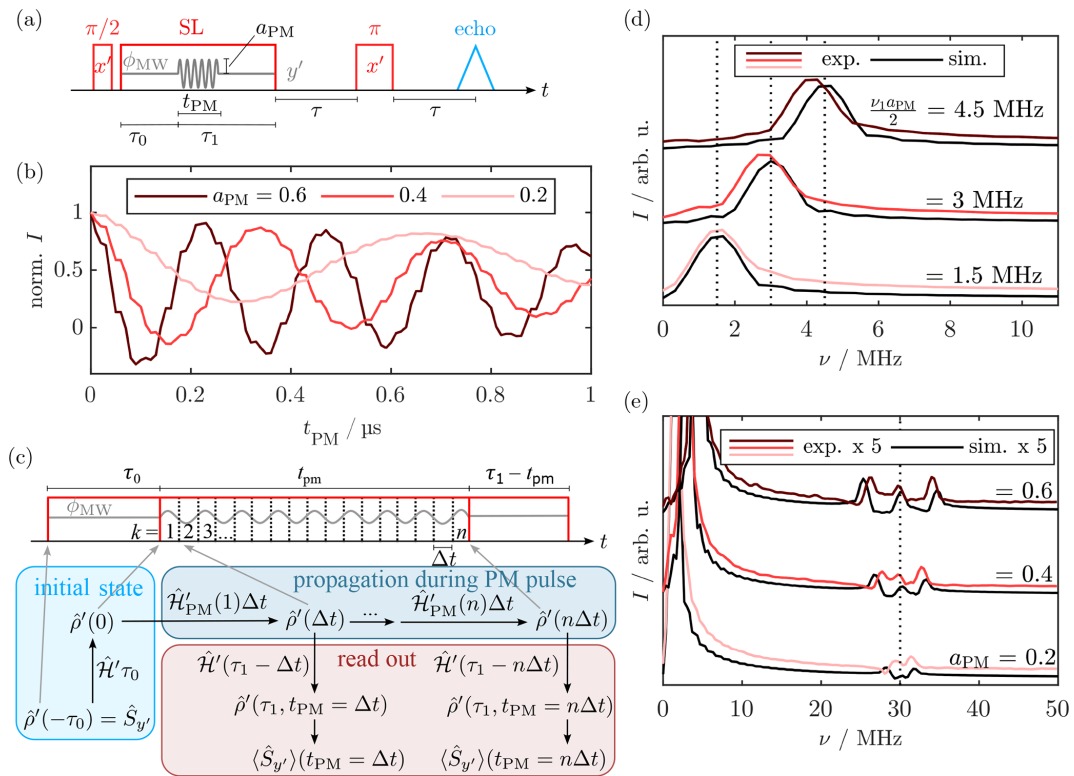 (a)
π/2 SL π echo
a_PM
x′ ϕ_MW y′ x′
t_PM t
τ_0 τ_1 τ τ
(b)
a_PM = 0.6 0.4 0.2
norm. I
1
0.5
0
0 0.2 0.4 0.6 0.8 1
t_PM / µs
(c)
τ_0 t_pm τ_1 − t_pm
ϕ_MW
k = 1 2 3 ... n t
Δt
initial state propagation during PM pulse
Ĥ′_PM(1)Δt ... Ĥ′_PM(n)Δt
ρ̂′(0) ρ̂′(Δt) ρ̂′(nΔt)
Ĥ′τ_0 Ĥ′(τ_1 − Δt) read out Ĥ′(τ_1 − nΔt)
ρ̂′(−τ_0) = Ŝ_y′ ρ̂′(τ_1, t_PM = Δt) ρ̂′(τ_1, t_PM = nΔt)
⟨Ŝ_y′⟩(t_PM = Δt) ⟨Ŝ_y′⟩(t_PM = nΔt)
(d)
exp. sim.
ν_1 a_PM / 2 = 4.5 MHz
= 3 MHz
= 1.5 MHz
I / arb. u.
0 2 4 6 8 10
ν / MHz
(e)
exp. x 5 sim. x 5
= 0.6
= 0.4
a_PM = 0.2
I / arb. u.
0 10 20 30 40 50
ν / MHz